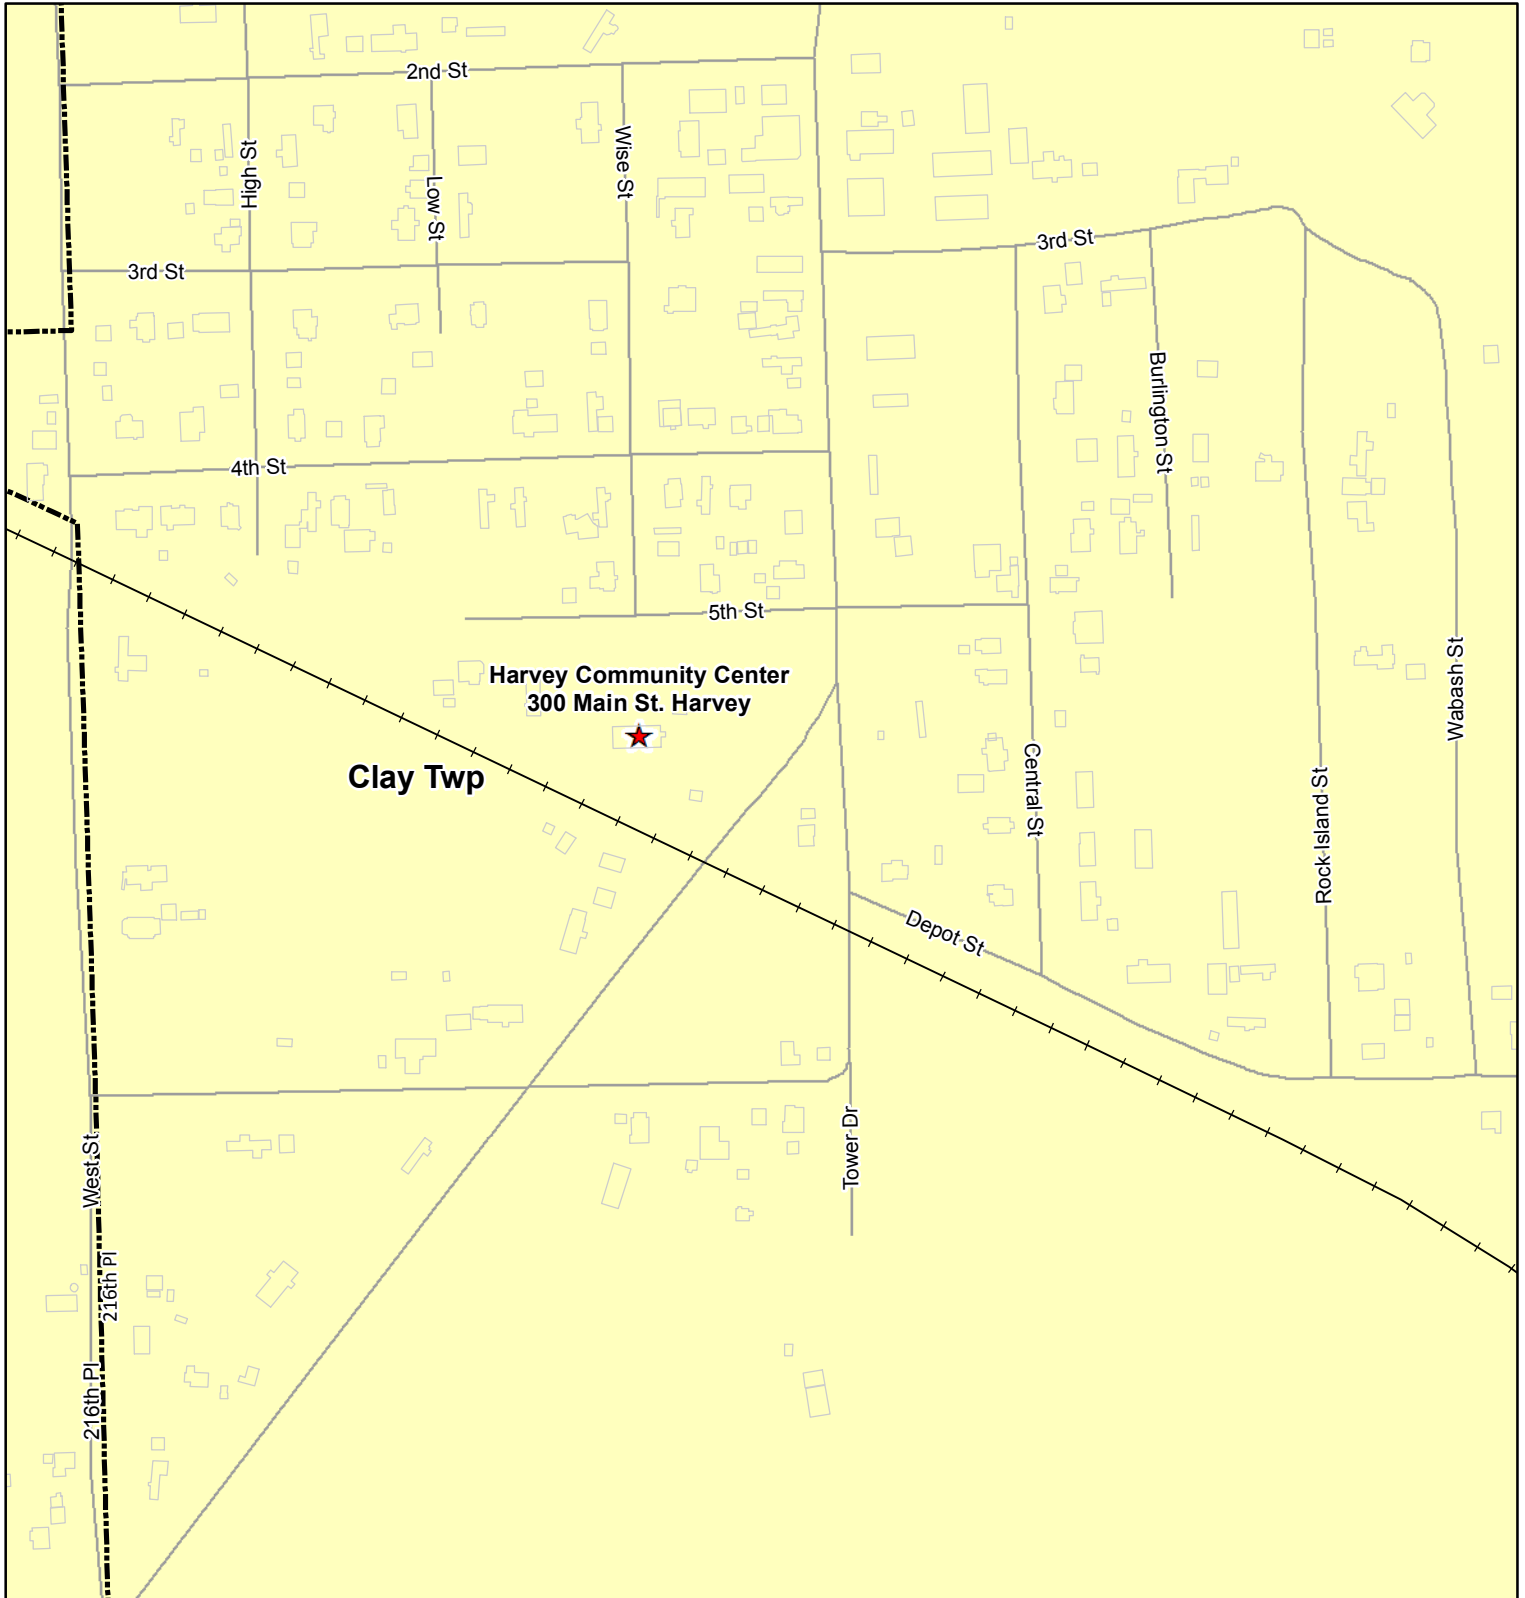 2nd St
High St
Low St
Wise St
3rd St
3rd St
Burlington St
4th St
5th St
Harvey Community Center
300 Main St. Harvey
Clay Twp
Central St
Rock Island St
Wabash St
Depot St
West St
Tower Dr
216th Pl
216th Pl